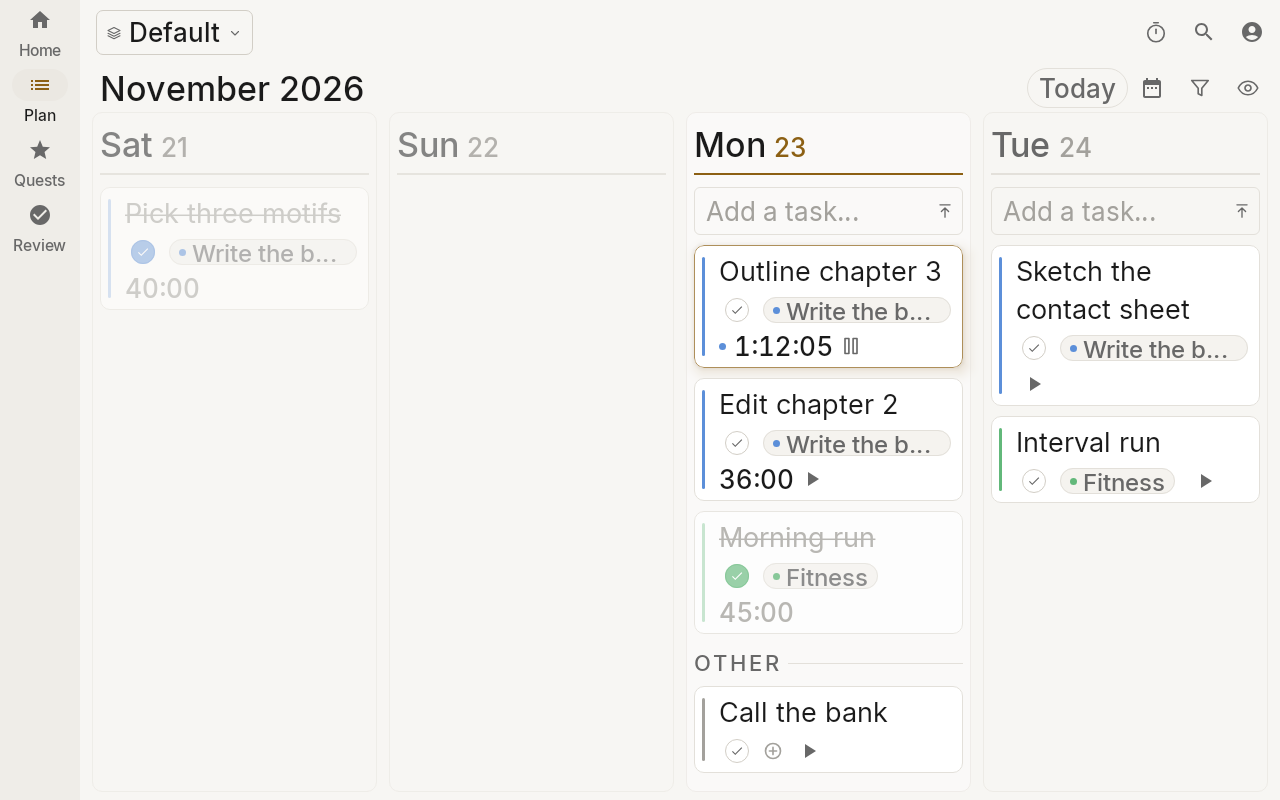 Home
Plan
Quests
Review
Default
November 2026
Today
Sat 21
Pick three motifs
Write the b...
40:00
Sun 22
Mon 23
Add a task...
Outline chapter 3
Write the b...
1:12:05
Edit chapter 2
Write the b...
36:00
Morning run
Fitness
45:00
OTHER
Call the bank
Tue 24
Add a task...
Sketch the
contact sheet
Write the b...
Interval run
Fitness